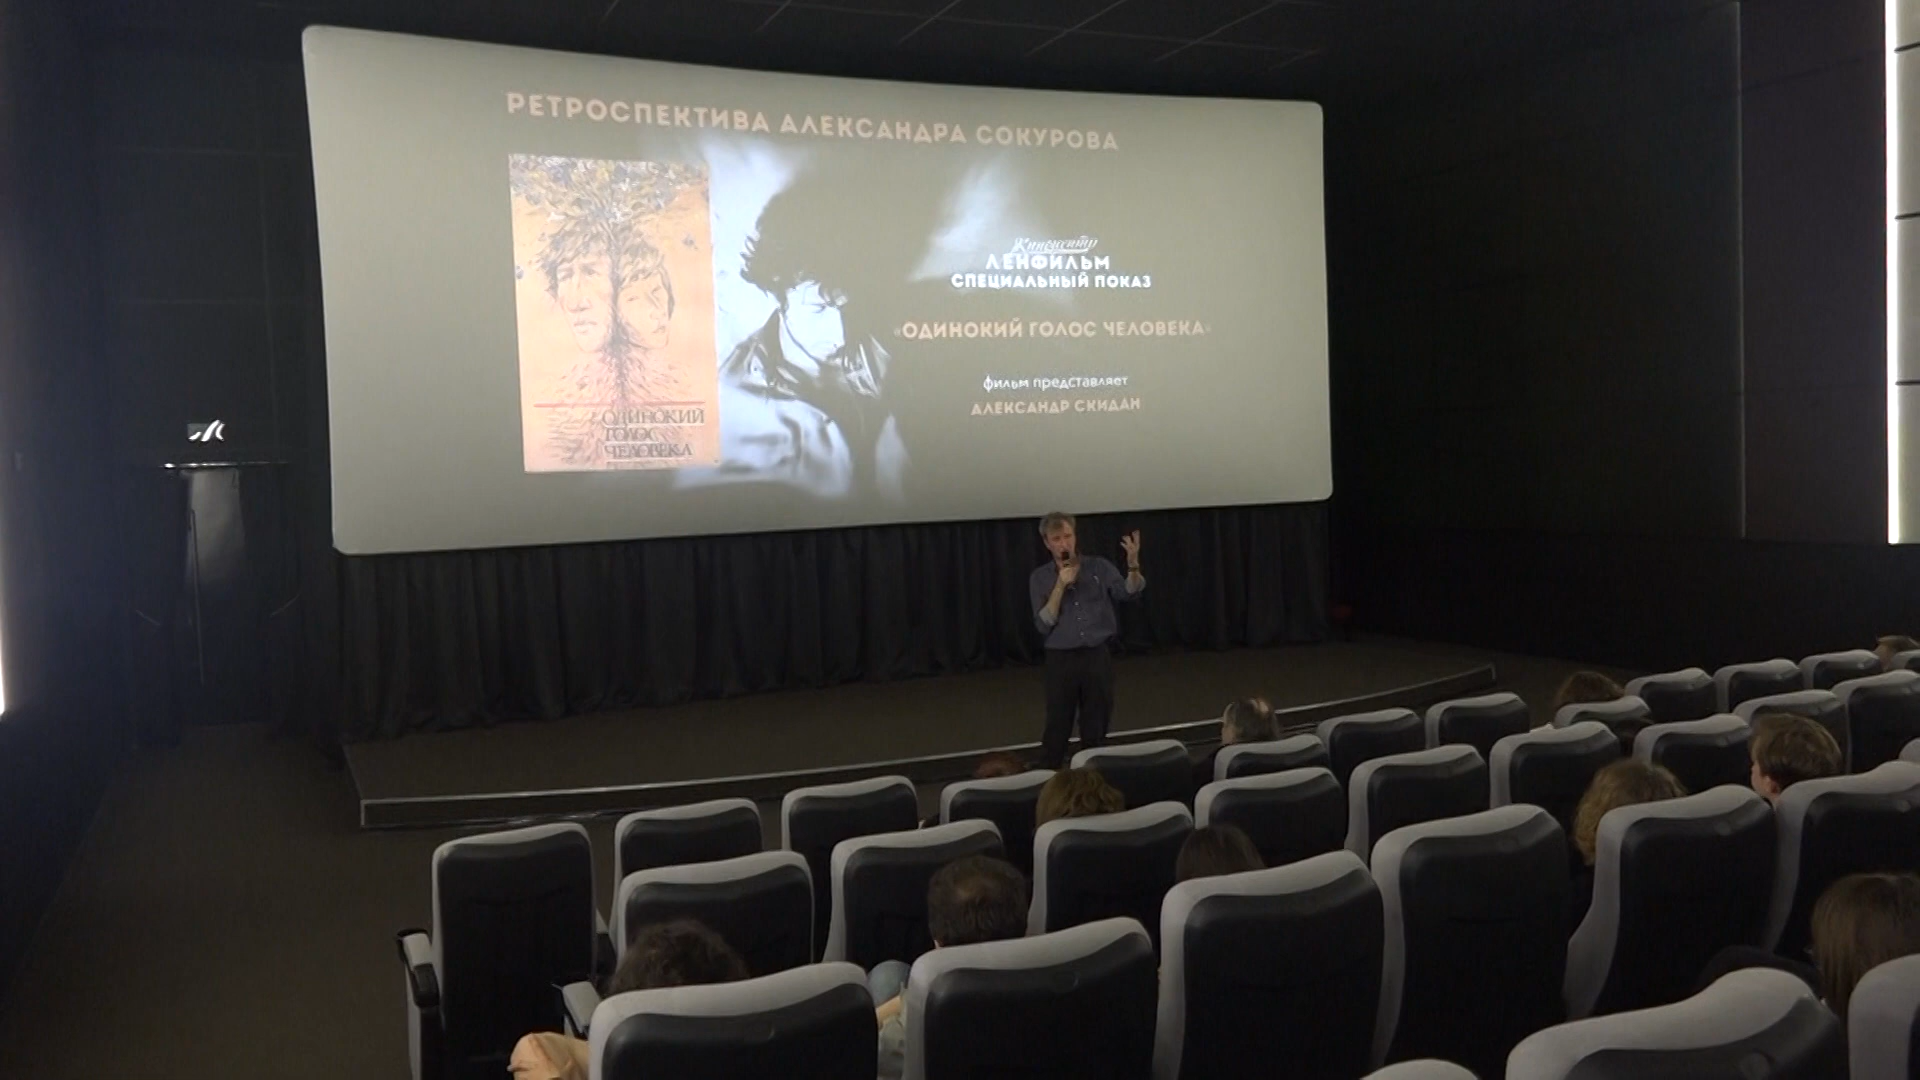 РЕТРОСПЕКТИВА АЛЕКСАНДРА СОКУРОВА
Киноцентр
ЛЕНФИЛЬМ
СПЕЦИАЛЬНЫЙ ПОКАЗ
«ОДИНОКИЙ ГОЛОС ЧЕЛОВЕКА»
фильм представляет
АЛЕКСАНДР СКИДАН
ОДИНОКИЙ
ГОЛОС
ЧЕЛОВЕКА